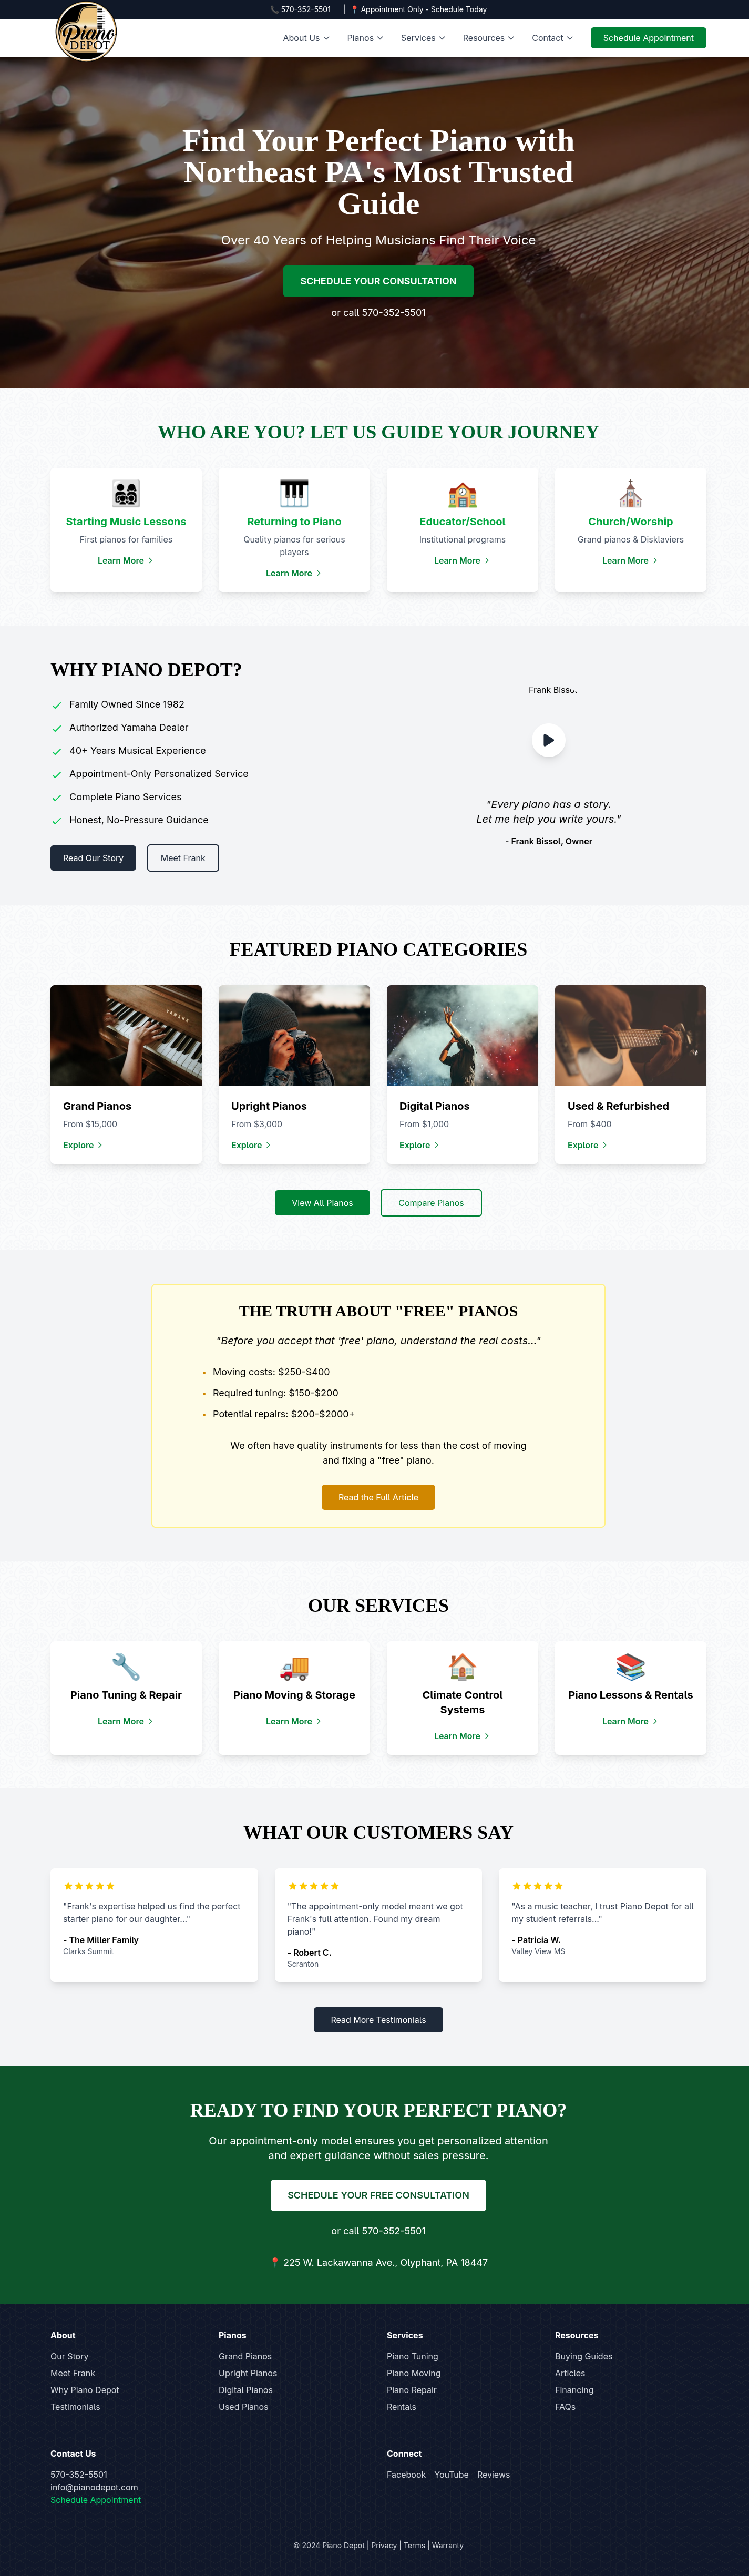 📞 570-352-5501 | 📍 Appointment Only - Schedule Today
Piano
DEPOT
About Us
Pianos
Services
Resources
Contact
Schedule Appointment
Find Your Perfect Piano with
Northeast PA's Most Trusted
Guide
Over 40 Years of Helping Musicians Find Their Voice
SCHEDULE YOUR CONSULTATION
or call 570-352-5501
WHO ARE YOU? LET US GUIDE YOUR JOURNEY
Starting Music Lessons
First pianos for families
Learn More
Returning to Piano
Quality pianos for serious
players
Learn More
Educator/School
Institutional programs
Learn More
Church/Worship
Grand pianos & Disklaviers
Learn More
WHY PIANO DEPOT?
Family Owned Since 1982
Authorized Yamaha Dealer
40+ Years Musical Experience
Appointment-Only Personalized Service
Complete Piano Services
Honest, No-Pressure Guidance
Read Our Story
Meet Frank
Frank Bissol
"Every piano has a story.
Let me help you write yours."
- Frank Bissol, Owner
FEATURED PIANO CATEGORIES
YAMAHA
Grand Pianos
From $15,000
Explore
Upright Pianos
From $3,000
Explore
Digital Pianos
From $1,000
Explore
Used & Refurbished
From $400
Explore
View All Pianos
Compare Pianos
THE TRUTH ABOUT "FREE" PIANOS
"Before you accept that 'free' piano, understand the real costs..."
• Moving costs: $250-$400
• Required tuning: $150-$200
• Potential repairs: $200-$2000+
We often have quality instruments for less than the cost of moving
and fixing a "free" piano.
Read the Full Article
OUR SERVICES
Piano Tuning & Repair
Learn More
Piano Moving & Storage
Learn More
Climate Control
Systems
Learn More
Piano Lessons & Rentals
Learn More
WHAT OUR CUSTOMERS SAY
"Frank's expertise helped us find the perfect
starter piano for our daughter..."
- The Miller Family
Clarks Summit
"The appointment-only model meant we got
Frank's full attention. Found my dream
piano!"
- Robert C.
Scranton
"As a music teacher, I trust Piano Depot for all
my student referrals..."
- Patricia W.
Valley View MS
Read More Testimonials
READY TO FIND YOUR PERFECT PIANO?
Our appointment-only model ensures you get personalized attention
and expert guidance without sales pressure.
SCHEDULE YOUR FREE CONSULTATION
or call 570-352-5501
📍 225 W. Lackawanna Ave., Olyphant, PA 18447
About
Our Story
Meet Frank
Why Piano Depot
Testimonials
Pianos
Grand Pianos
Upright Pianos
Digital Pianos
Used Pianos
Services
Piano Tuning
Piano Moving
Piano Repair
Rentals
Resources
Buying Guides
Articles
Financing
FAQs
Contact Us
570-352-5501
info@pianodepot.com
Schedule Appointment
Connect
Facebook YouTube Reviews
© 2024 Piano Depot | Privacy | Terms | Warranty